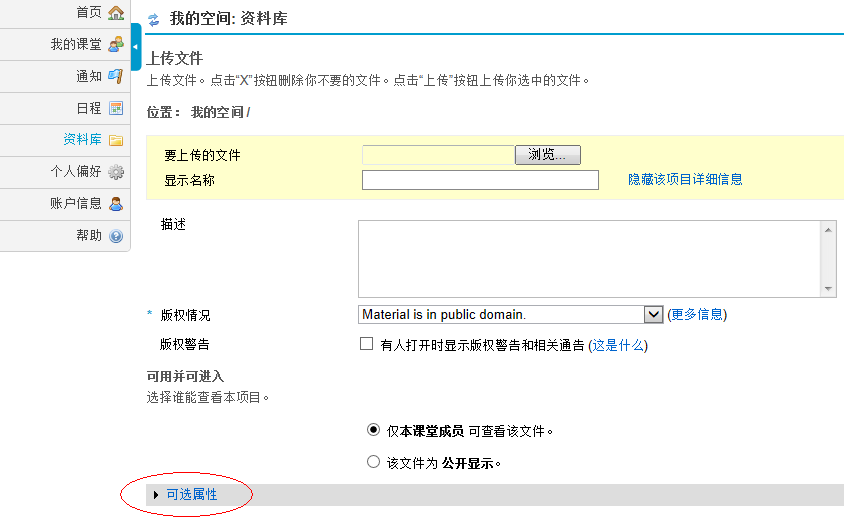 首页
我的课堂
通知
日程
资料库
个人偏好
账户信息
帮助
我的空间: 资料库
上传文件
上传文件。点击“X”按钮删除你不要的文件。点击“上传”按钮上传你选中的文件。
位置： 我的空间 /
要上传的文件 浏览...
显示名称 隐藏该项目详细信息
描述
* 版权情况 Material is in public domain. (更多信息)
版权警告 有人打开时显示版权警告和相关通告 (这是什么)
可用并可进入
选择谁能查看本项目。
仅本课堂成员 可查看该文件。
该文件为 公开显示。
可选属性